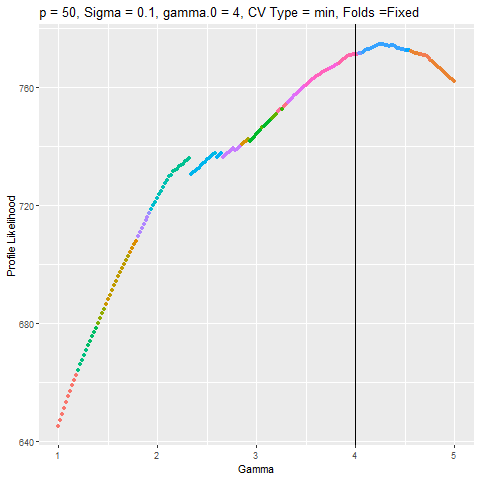 p = 50, Sigma = 0.1, gamma.0 = 4, CV Type = min, Folds =Fixed
Profile Likelihood
760
720
680
640
1 2 3 4 5
Gamma